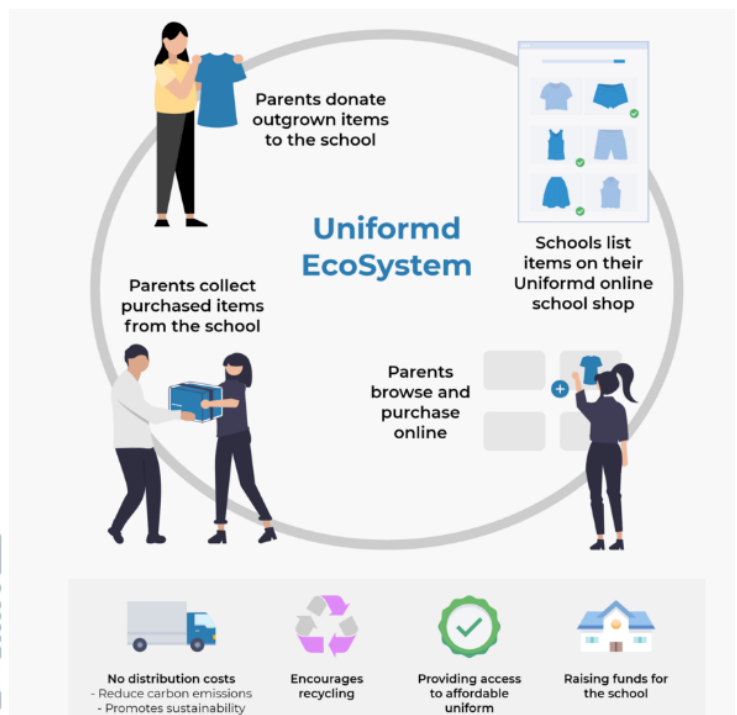 Parents donate
outgrown items
to the school
Uniformd
EcoSystem
Schools list
items on their
Uniformd online
school shop
Parents collect
purchased items
from the school
Parents
browse and
purchase
online
No distribution costs
- Reduce carbon emissions
- Promotes sustainability
Encourages
recycling
Providing access
to affordable
uniform
Raising funds for
the school